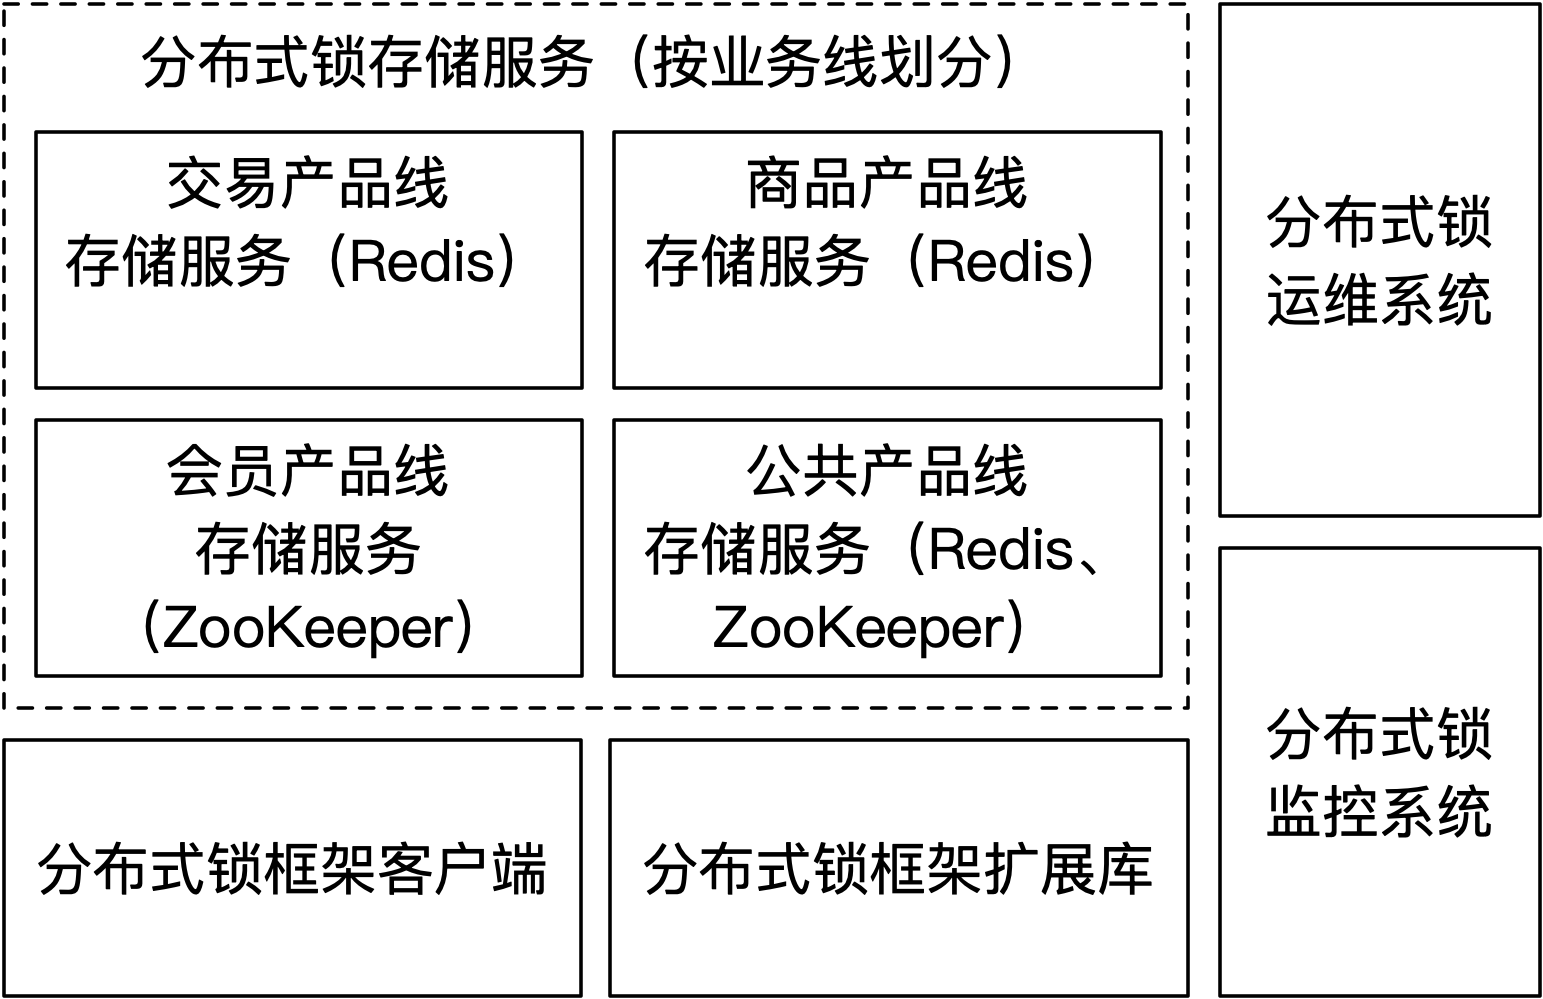 分布式锁存储服务（按业务线划分）
交易产品线
存储服务（Redis）
商品产品线
存储服务（Redis）
会员产品线
存储服务
（ZooKeeper）
公共产品线
存储服务（Redis、
ZooKeeper）
分布式锁框架客户端
分布式锁框架扩展库
分布式锁
运维系统
分布式锁
监控系统